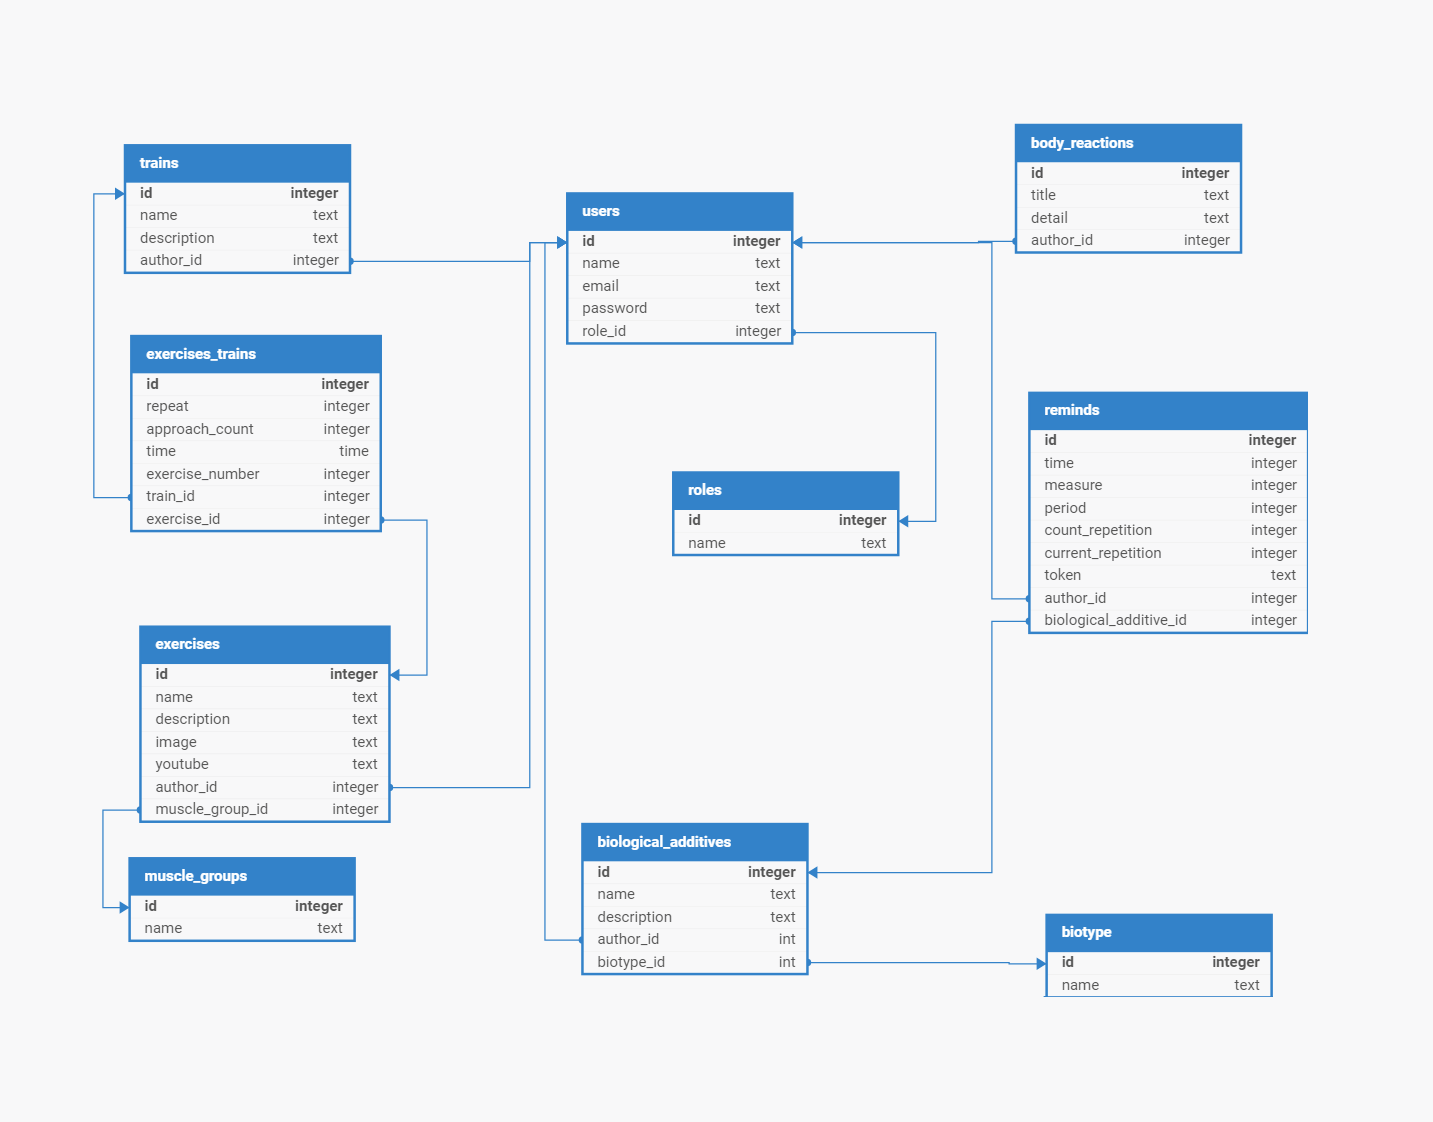 trains
id integer
name text
description text
author_id integer
exercises_trains
id integer
repeat integer
approach_count integer
time time
exercise_number integer
train_id integer
exercise_id integer
exercises
id integer
name text
description text
image text
youtube text
author_id integer
muscle_group_id integer
muscle_groups
id integer
name text
users
id integer
name text
email text
password text
role_id integer
roles
id integer
name text
biological_additives
id integer
name text
description text
author_id int
biotype_id int
body_reactions
id integer
title text
detail text
author_id integer
reminds
id integer
time integer
measure integer
period integer
count_repetition integer
current_repetition integer
token text
author_id integer
biological_additive_id integer
biotype
id integer
name text